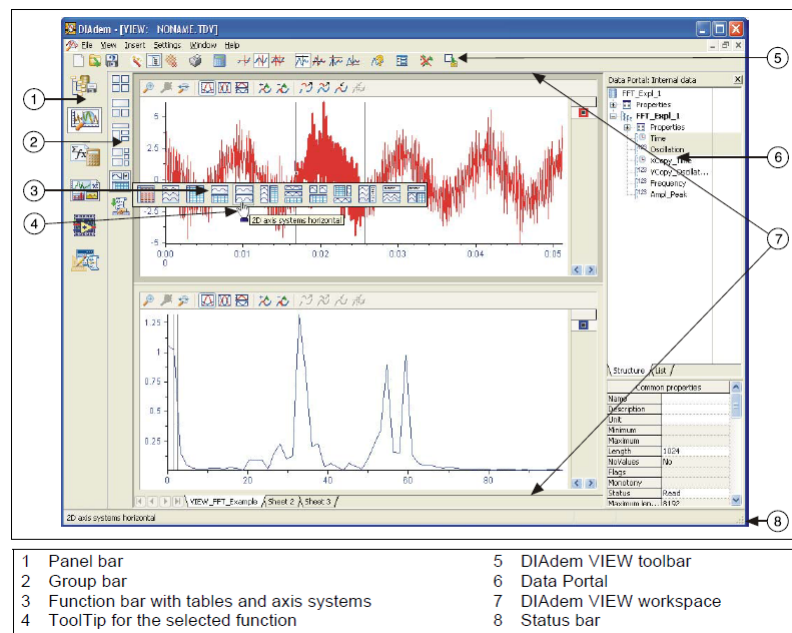 DIAdem - [VIEW: NONAME.TDV]
File View Insert Settings Window Help
Data Portal: Internal data
FFT_Expl_1
Properties
FFT_Expl_1
Properties
Time
Oscillation
XCopy_Time
YCopy_Oscillat...
Frequency
Ampl_Peak
5
2.5
-2.5
-5
0.00 0.01 0.02 0.03 0.04 0.05
0
2D axis systems horizontal
1.25
1
0.75
0.5
0.25
0 20 40 60 80
Structure List
Common properties
Name
Description
Unit
Minimum
Maximum
Length 1024
NoValues No
Flags
Monotony
Status Read
Maximum len... 8192
VIEW_FFT_Example Sheet 2 Sheet 3
2D axis systems horizontal
1
2
3
4
5
6
7
8
1 Panel bar
2 Group bar
3 Function bar with tables and axis systems
4 ToolTip for the selected function
5 DIAdem VIEW toolbar
6 Data Portal
7 DIAdem VIEW workspace
8 Status bar